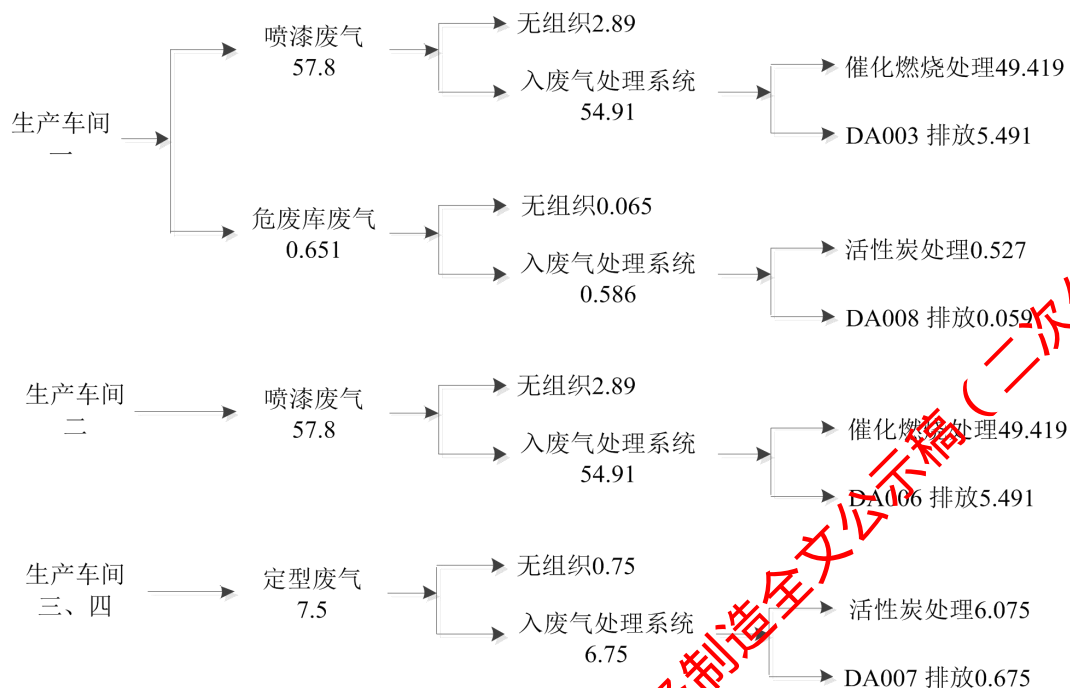 喷漆废气
57.8
无组织2.89
入废气处理系统
54.91
催化燃烧处理49.419
DA003 排放5.491
生产车间
一
危废库废气
0.651
无组织0.065
入废气处理系统
0.586
活性炭处理0.527
DA008 排放0.059
生产车间
二
喷漆废气
57.8
无组织2.89
入废气处理系统
54.91
催化燃烧处理49.419
DA006 排放5.491
生产车间
三、四
定型废气
7.5
无组织0.75
入废气处理系统
6.75
活性炭处理6.075
DA007 排放0.675
制造全文公示稿（二次